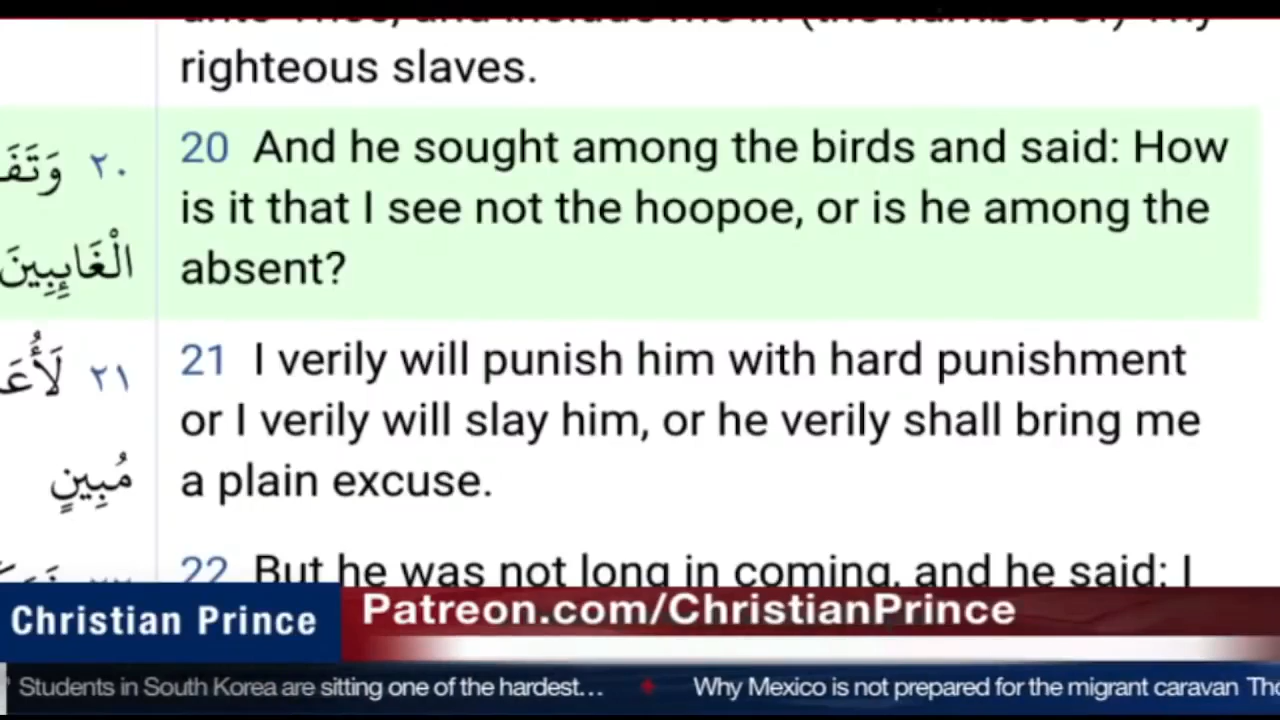 righteous slaves.
٢٠
20 And he sought among the birds and said: How
is it that I see not the hoopoe, or is he among the
الْغَايِٕبِينَ
absent?
٢١
21 I verily will punish him with hard punishment
or I verily will slay him, or he verily shall bring me
مُبِينٍ
a plain excuse.
22 But he was not long in coming, and he said: I
Christian Prince
Patreon.com/ChristianPrince
Students in South Korea are sitting one of the hardest... Why Mexico is not prepared for the migrant caravan